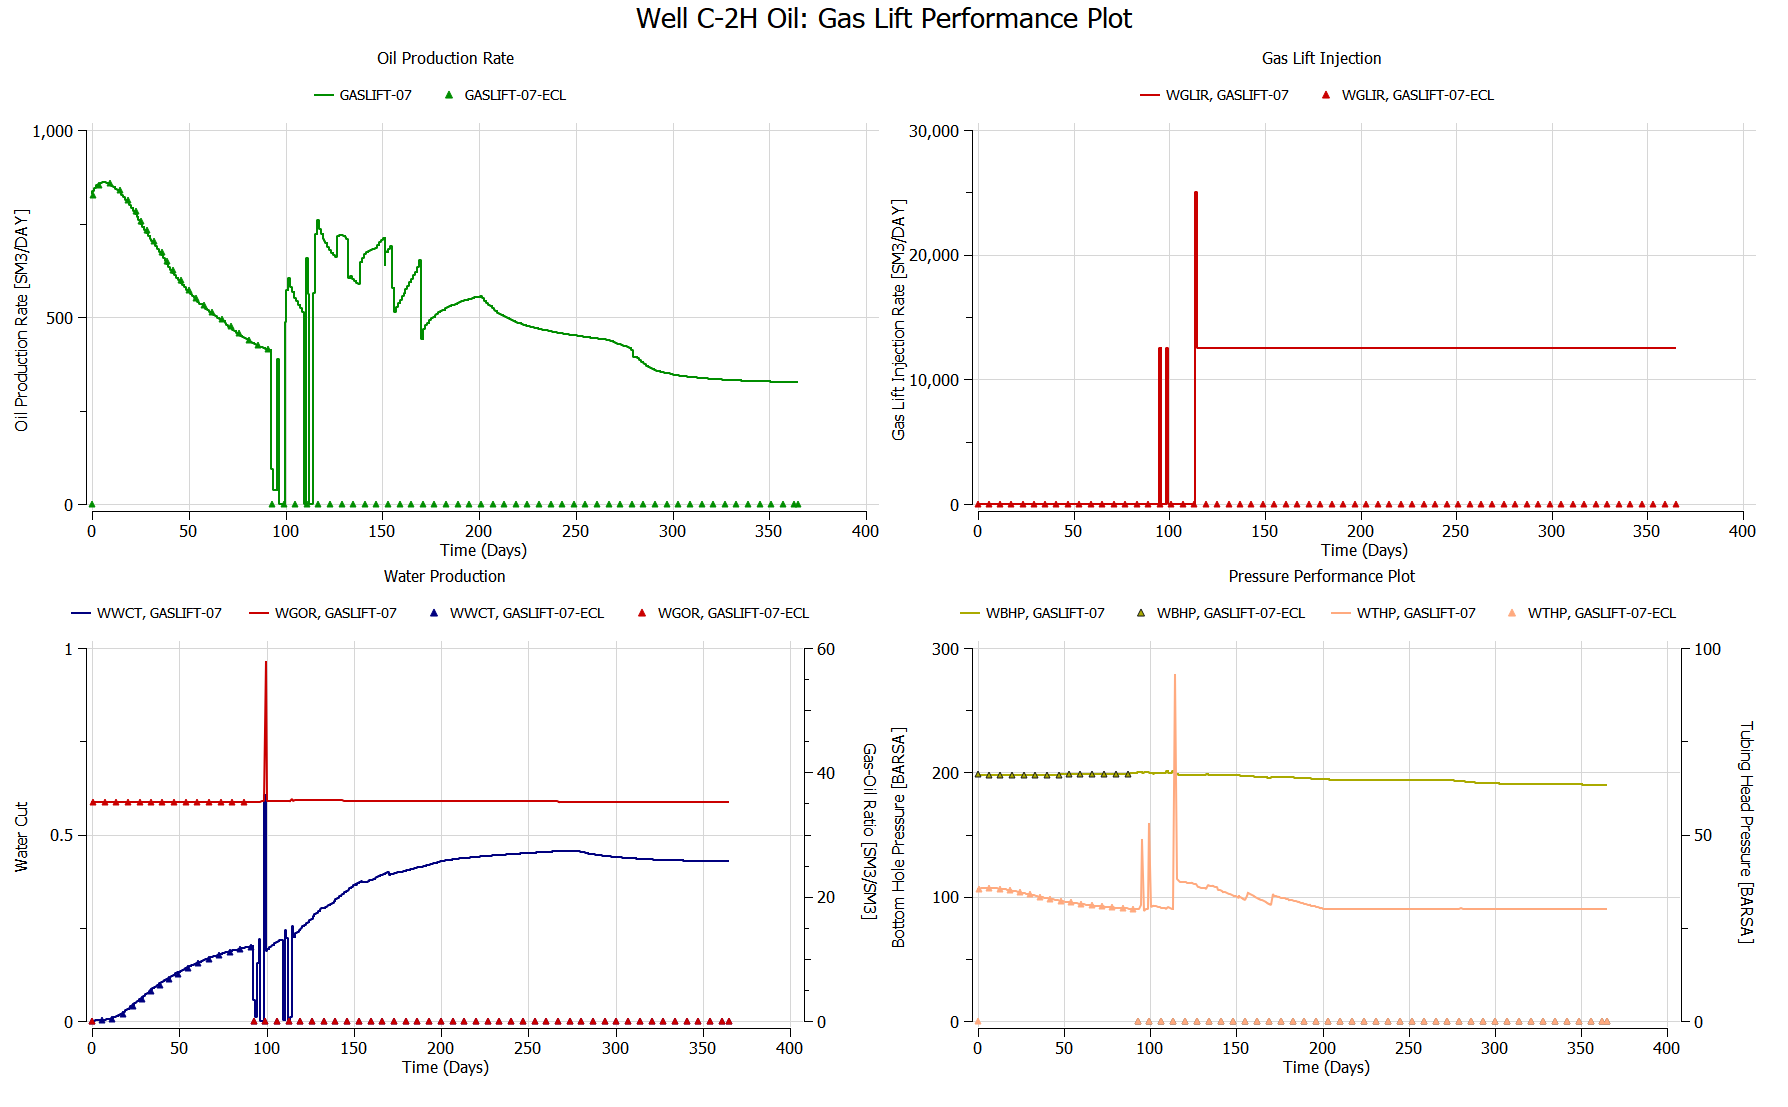 Well C-2H Oil: Gas Lift Performance Plot
Oil Production Rate
GASLIFT-07 GASLIFT-07-ECL
Oil Production Rate [SM3/DAY]
1,000
500
0
0 50 100 150 200 250 300 350 400
Time (Days)
Gas Lift Injection
WGLIR, GASLIFT-07 WGLIR, GASLIFT-07-ECL
Gas Lift Injection Rate [SM3/DAY]
30,000
20,000
10,000
0
0 50 100 150 200 250 300 350 400
Time (Days)
Water Production
WWCT, GASLIFT-07 WGOR, GASLIFT-07 WWCT, GASLIFT-07-ECL WGOR, GASLIFT-07-ECL
Water Cut
1
0.5
0
60
40
20
0
Gas-Oil Ratio [SM3/SM3]
0 50 100 150 200 250 300 350 400
Time (Days)
Pressure Performance Plot
WBHP, GASLIFT-07 WBHP, GASLIFT-07-ECL WTHP, GASLIFT-07 WTHP, GASLIFT-07-ECL
Bottom Hole Pressure [BARSA]
300
200
100
0
100
50
0
Tubing Head Pressure [BARSA]
0 50 100 150 200 250 300 350 400
Time (Days)